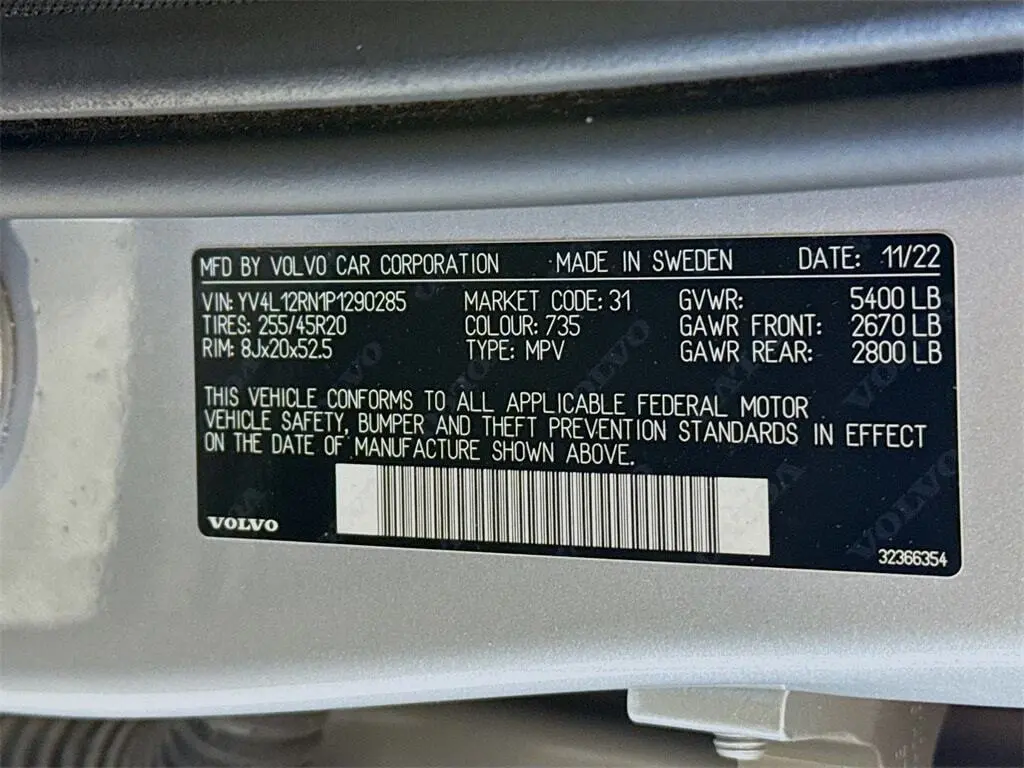 MFD BY VOLVO CAR CORPORATION MADE IN SWEDEN DATE: 11/22
VIN: YV4L12RN1P1290285 MARKET CODE: 31 GVWR: 5400 LB
TIRES: 255/45R20 COLOUR: 735 GAWR FRONT: 2670 LB
RIM: 8Jx20x52.5 TYPE: MPV GAWR REAR: 2800 LB
THIS VEHICLE CONFORMS TO ALL APPLICABLE FEDERAL MOTOR
VEHICLE SAFETY, BUMPER AND THEFT PREVENTION STANDARDS IN EFFECT
ON THE DATE OF MANUFACTURE SHOWN ABOVE.
VOLVO
32366354